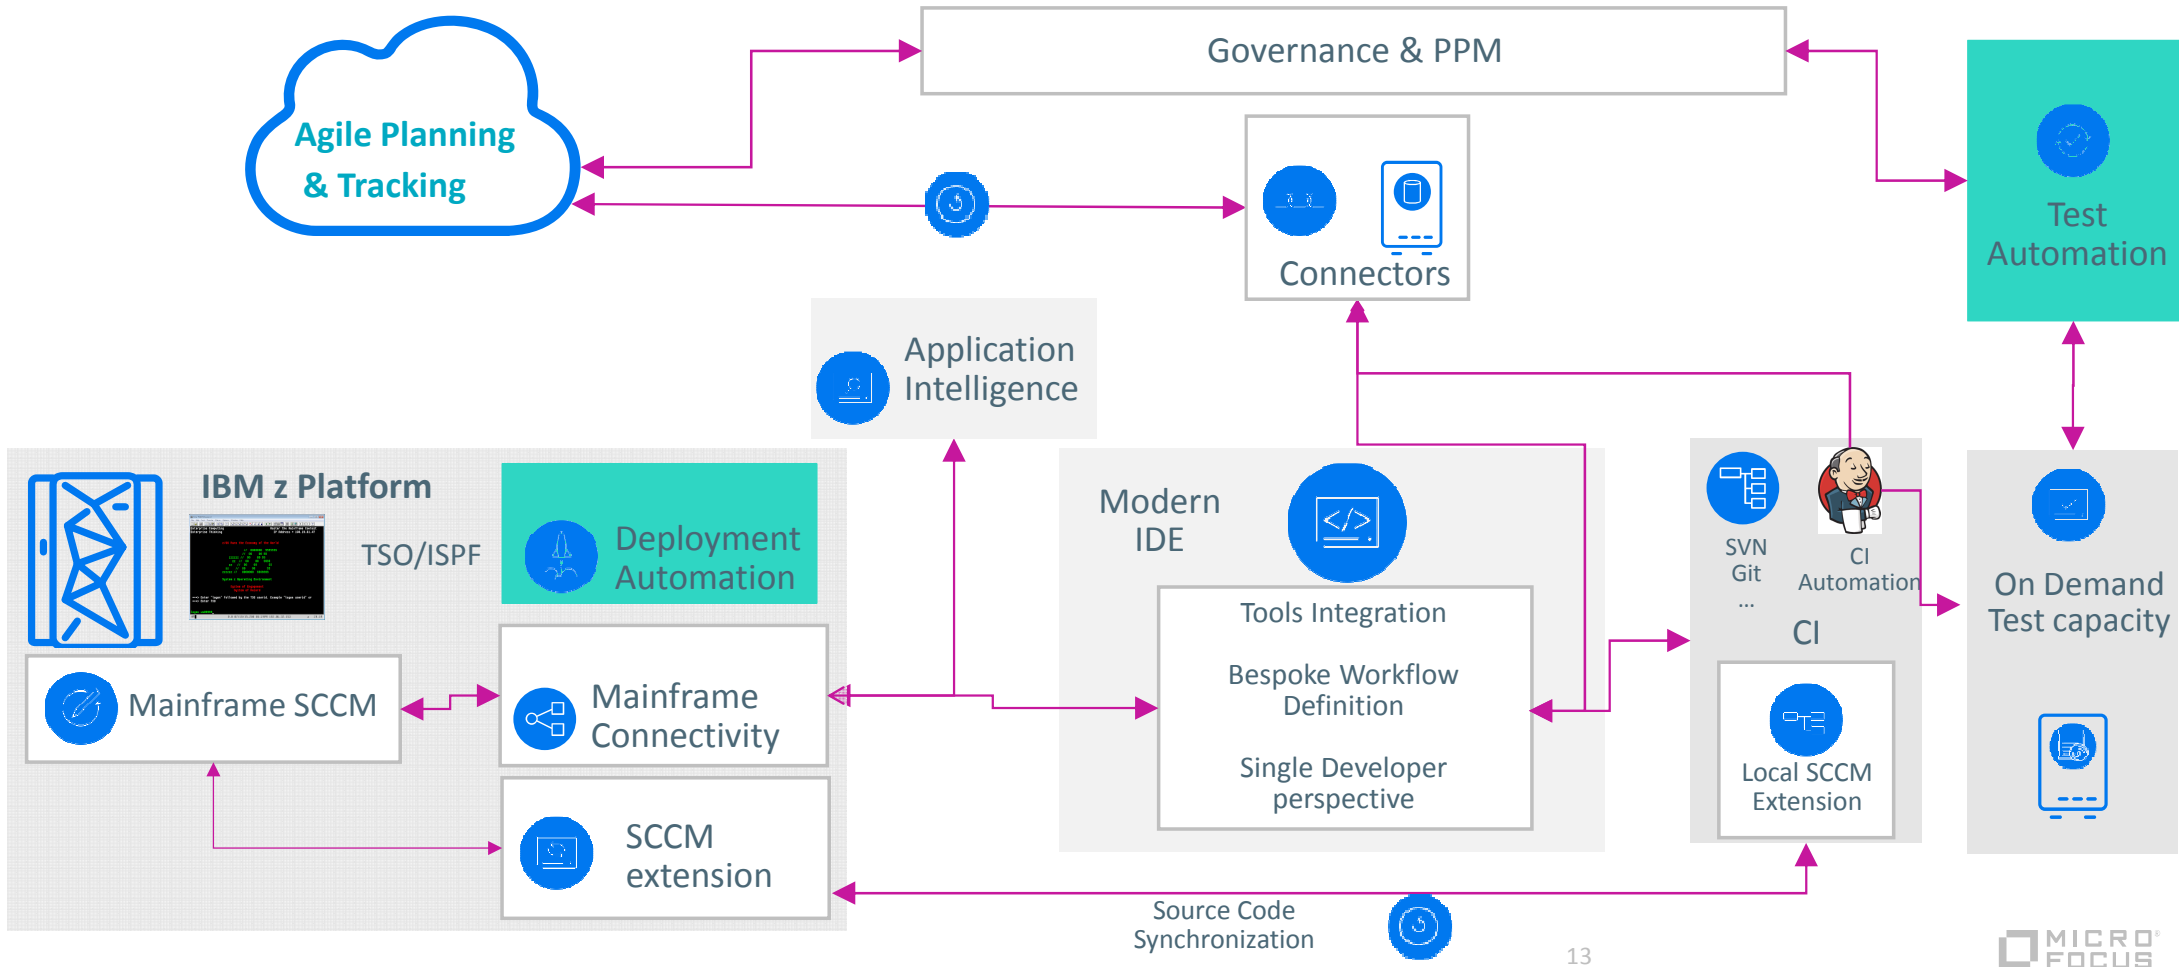 Governance & PPM
Agile Planning
& Tracking
Test
Automation
Connectors
Application
Intelligence
IBM z Platform
TSO/ISPF
Deployment
Automation
Modern
IDE
SVN
Git
...
CI
Automation
CI
On Demand
Test capacity
Tools Integration
Bespoke Workflow
Definition
Single Developer
perspective
Mainframe SCCM
Mainframe
Connectivity
SCCM
extension
Local SCCM
Extension
Source Code
Synchronization
13
MICRO
FOCUS